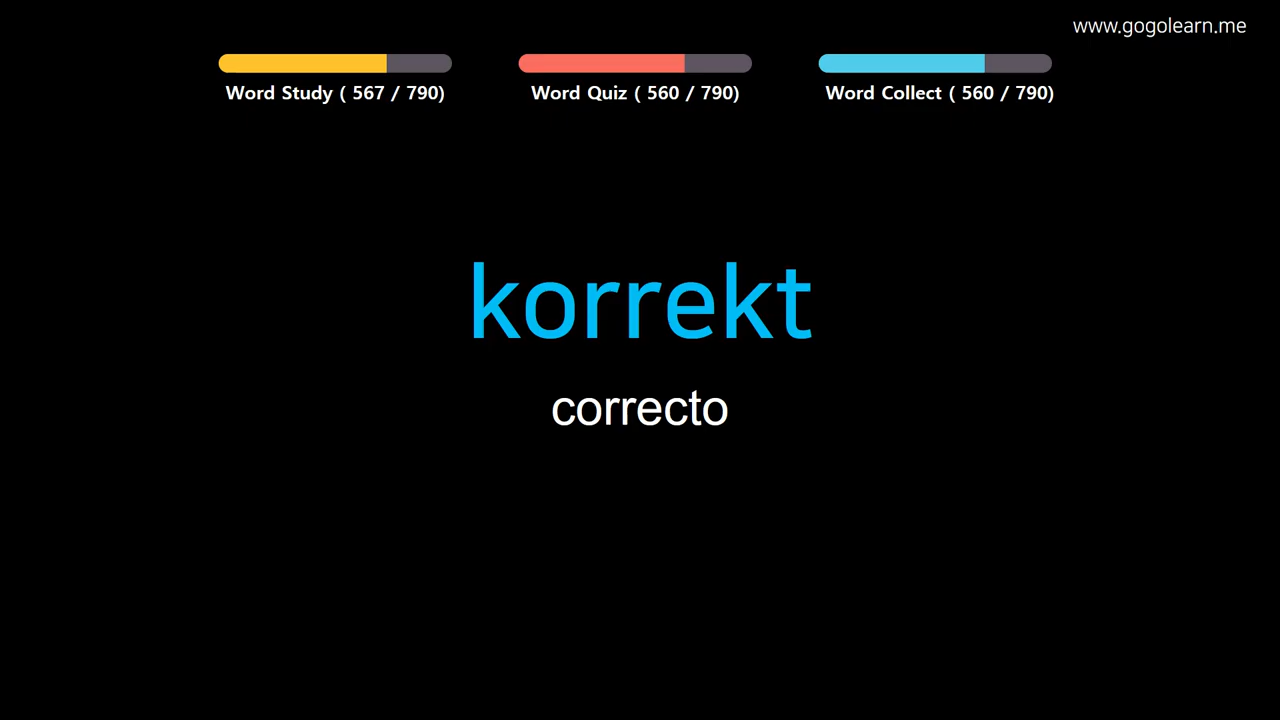 www.gogolearn.me
Word Study ( 567 / 790)
Word Quiz ( 560 / 790)
Word Collect ( 560 / 790)
korrekt
correcto